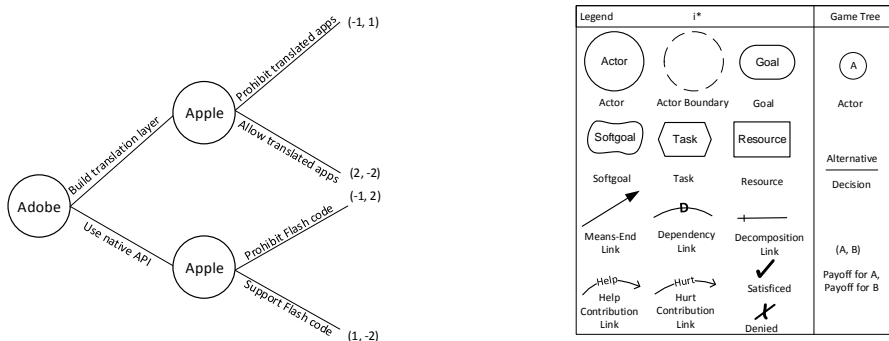 Adobe
Build translation layer
Use native API
Apple
Prohibit translated apps
Allow translated apps
(-1, 1)
(2, -2)
Apple
Prohibit Flash code
Support Flash code
(-1, 2)
(1, -2)
Legend
i*
Game Tree
Actor
Goal
A
Actor
Actor Boundary
Goal
Actor
Softgoal
Task
Resource
Softgoal
Task
Resource
Alternative
Decision
D
Means-End
Link
Dependency
Link
Decomposition
Link
(A, B)
Payoff for A,
Payoff for B
Help
Hurt
Satisficed
Help
Contribution
Link
Hurt
Contribution
Link
Denied